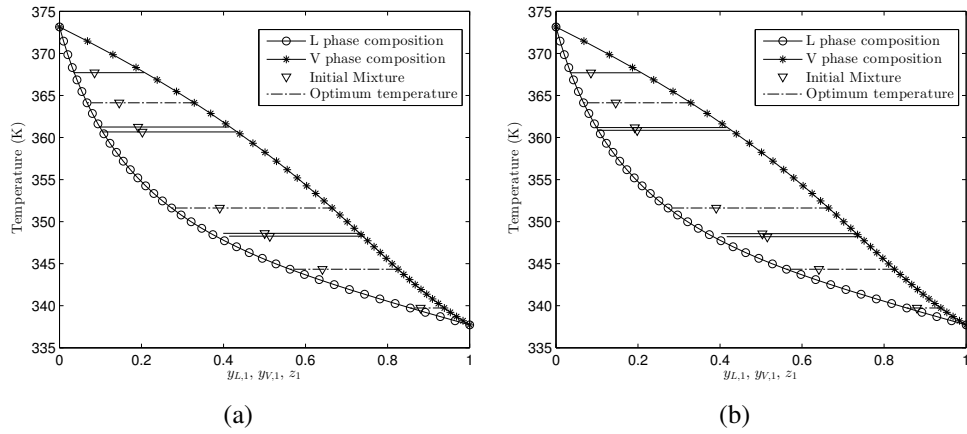 375
370
365
360
355
350
345
340
335
Temperature (K)
0
0.2
0.4
0.6
0.8
1
y_{L,1}, y_{V,1}, z_1
L phase composition
V phase composition
Initial Mixture
Optimum temperature
(a)
375
370
365
360
355
350
345
340
335
Temperature (K)
0
0.2
0.4
0.6
0.8
1
y_{L,1}, y_{V,1}, z_1
L phase composition
V phase composition
Initial Mixture
Optimum temperature
(b)